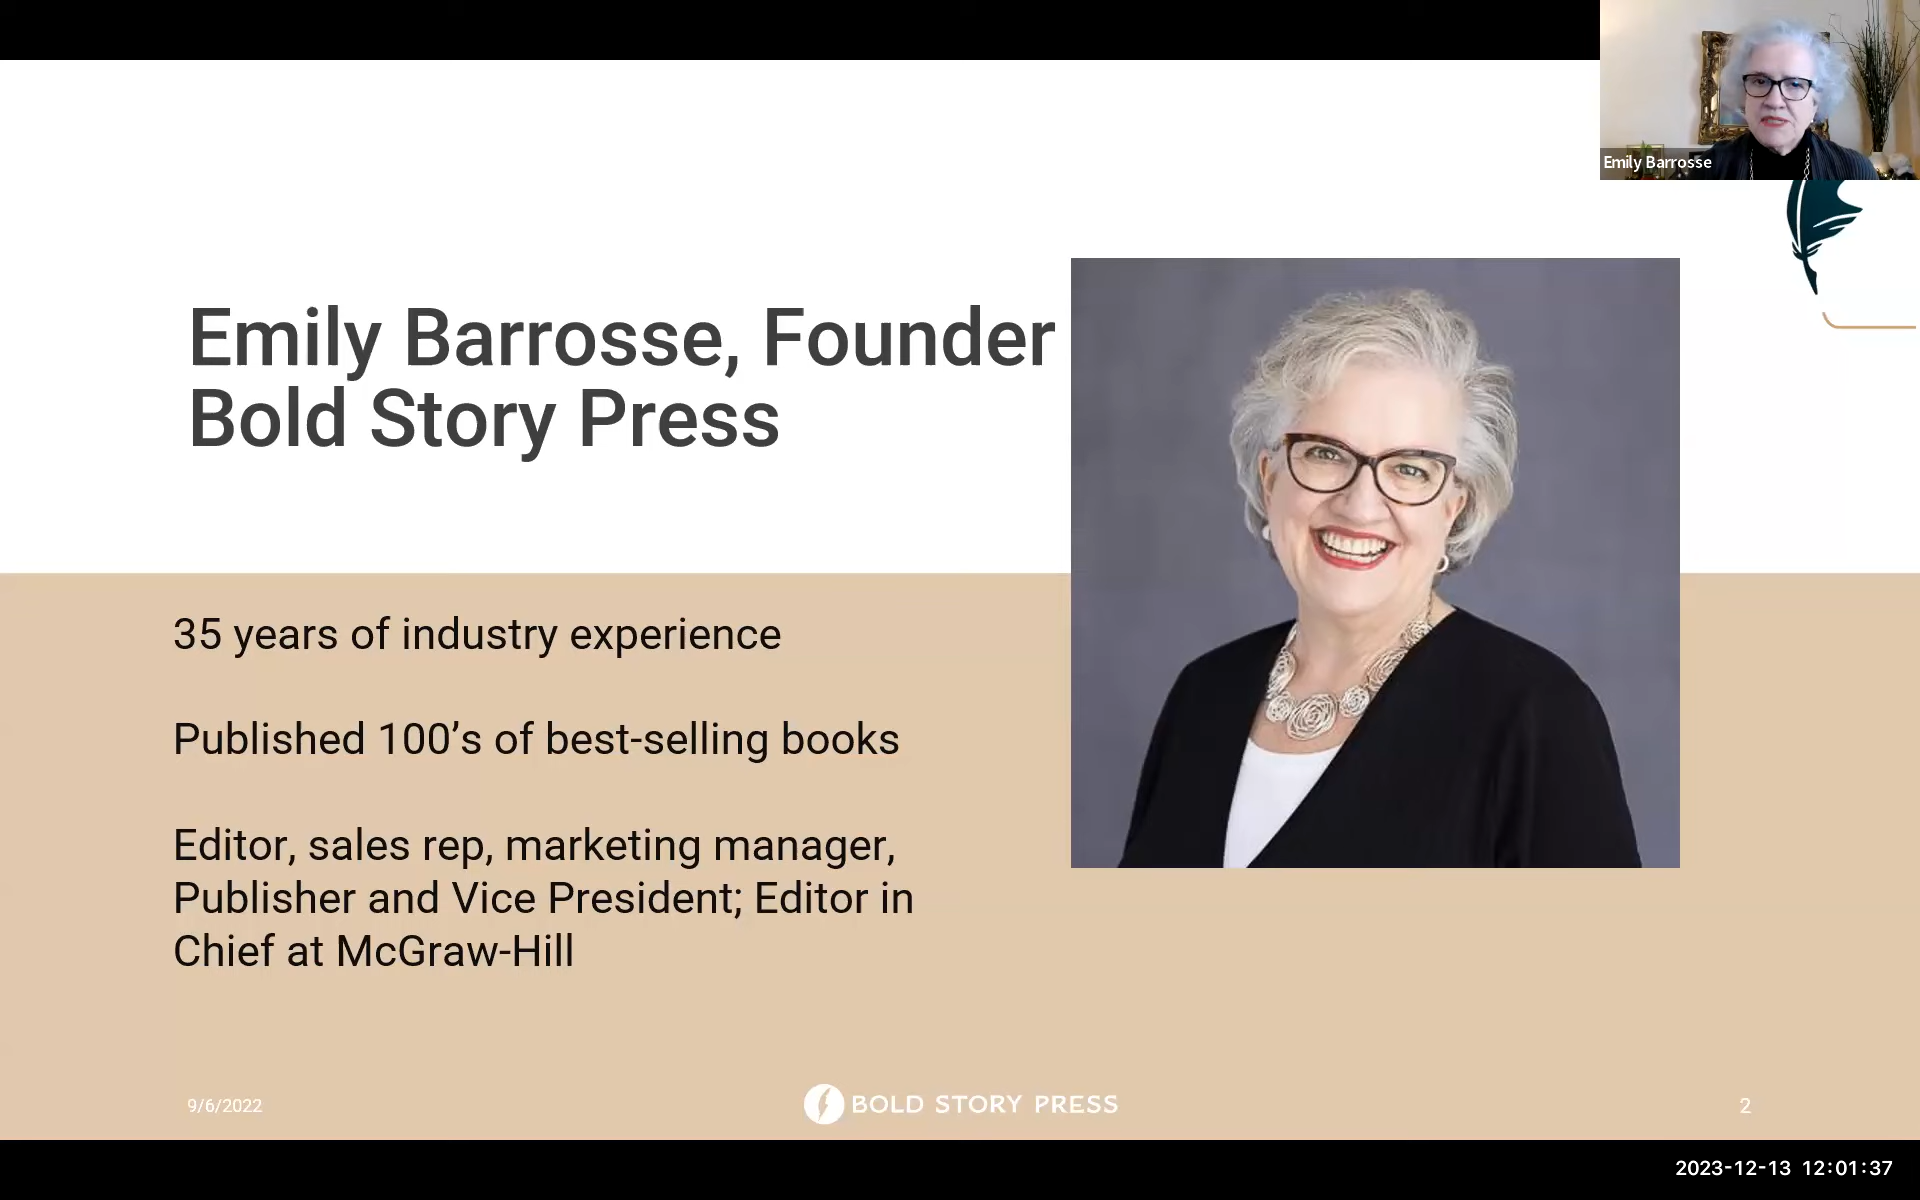 Emily Barrosse
Emily Barrosse, Founder
Bold Story Press
35 years of industry experience
Published 100’s of best-selling books
Editor, sales rep, marketing manager,
Publisher and Vice President; Editor in
Chief at McGraw-Hill
9/6/2022
BOLD STORY PRESS
2
2023-12-13 12:01:37